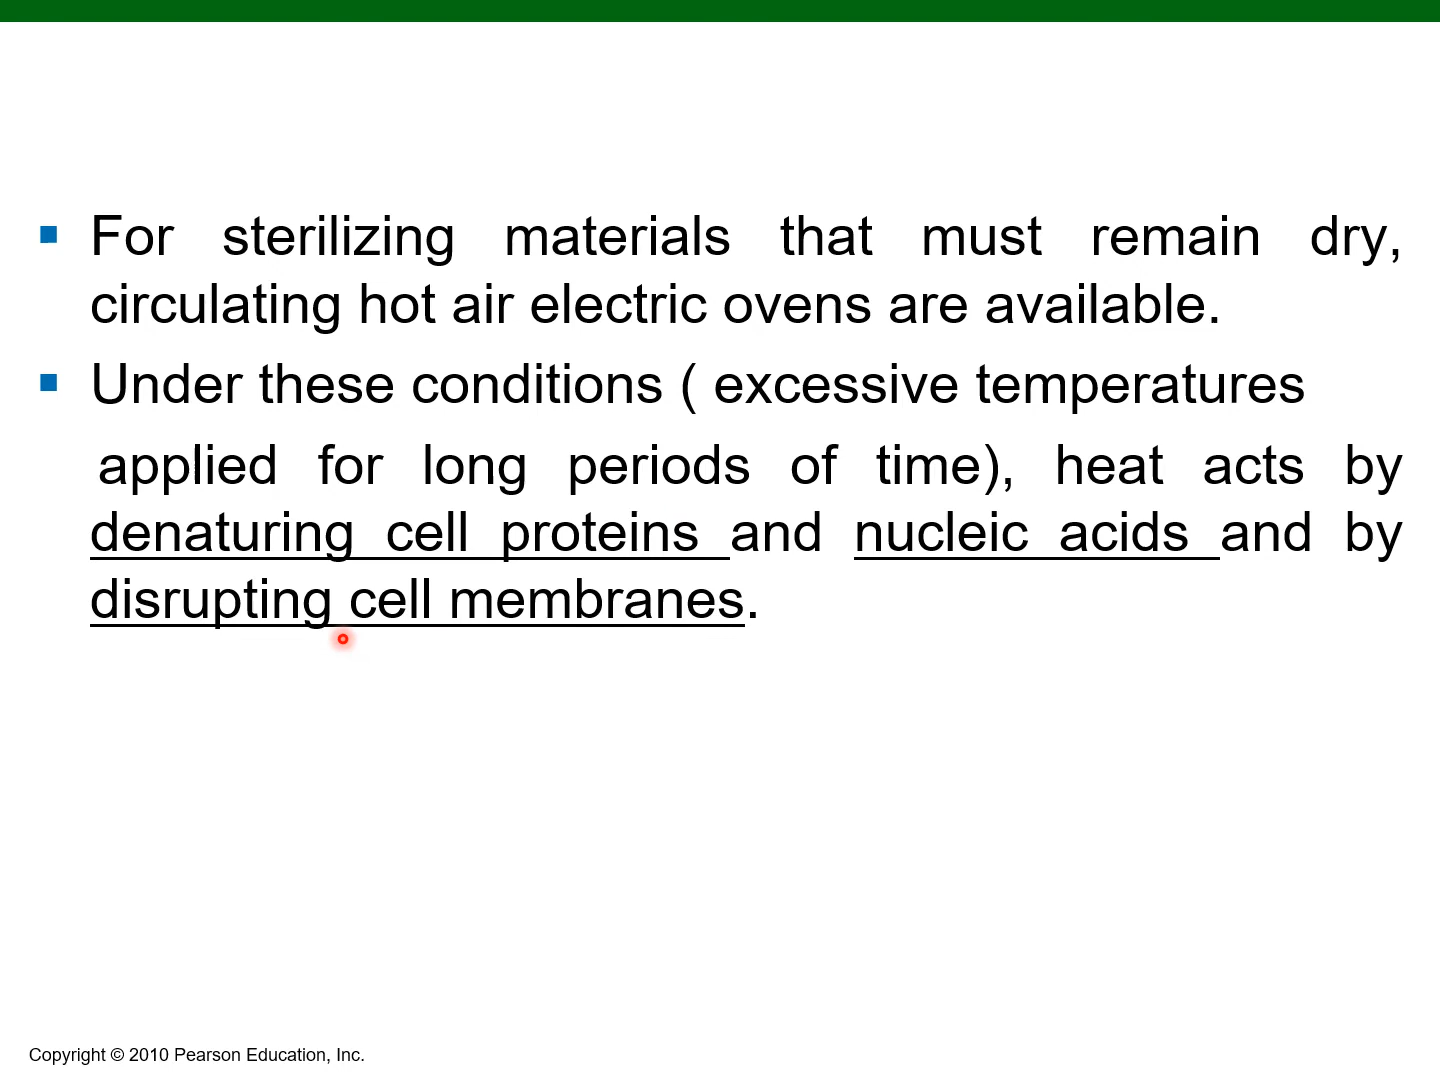 For sterilizing materials that must remain dry,
circulating hot air electric ovens are available.
Under these conditions ( excessive temperatures
applied for long periods of time), heat acts by
denaturing cell proteins and nucleic acids and by
disrupting cell membranes.
Copyright © 2010 Pearson Education, Inc.